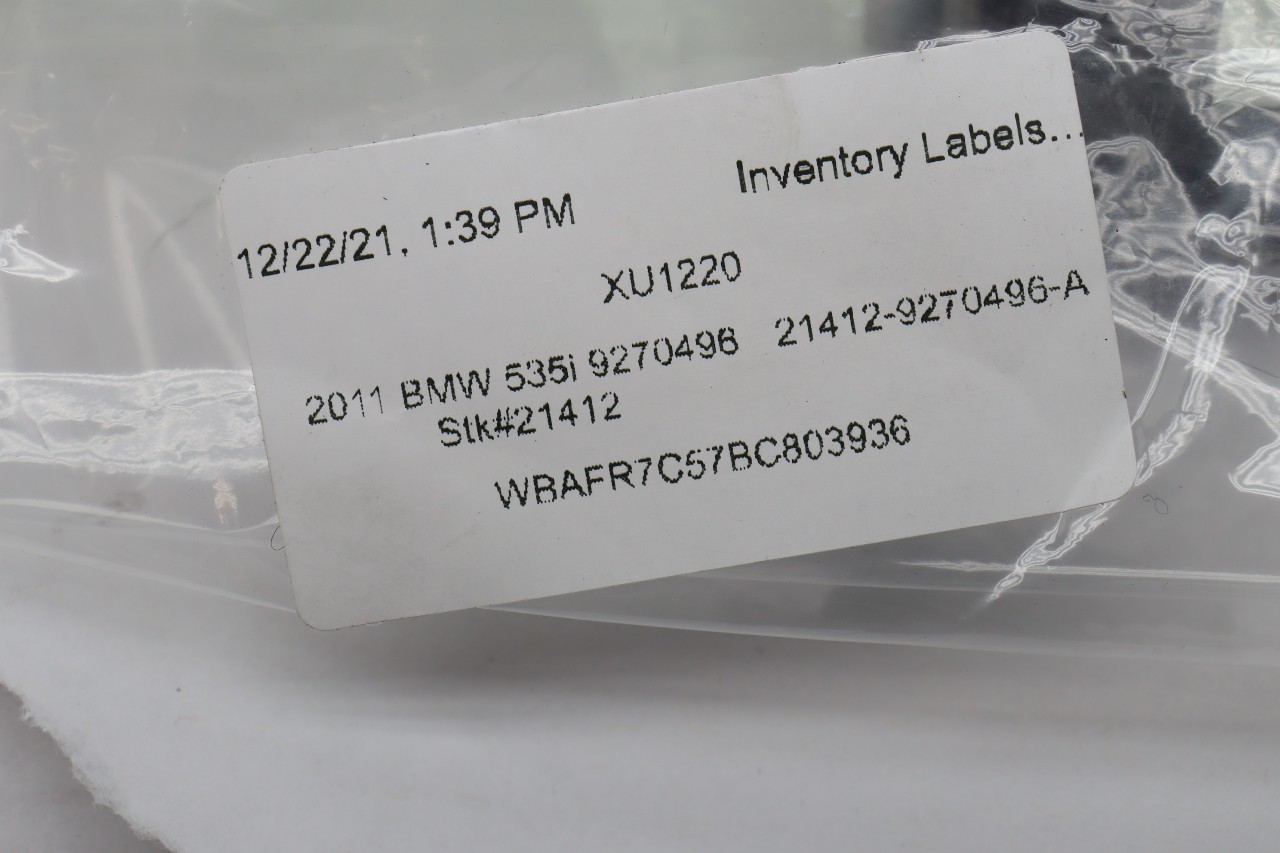 Inventory Labels...
12/22/21, 1:39 PM
XU1220
2011 BMW 535i 9270496 21412-9270496-A
Stk#21412
WBAFR7C57BC803936